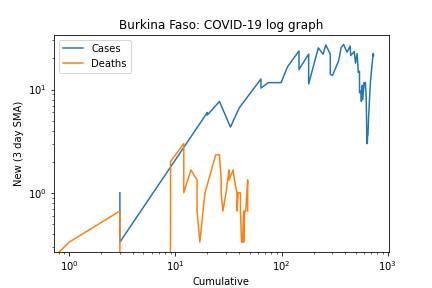 Burkina Faso: COVID-19 log graph
Cases
Deaths
New (3 day SMA)
10¹
10⁰
10⁰
10¹
10²
10³
Cumulative